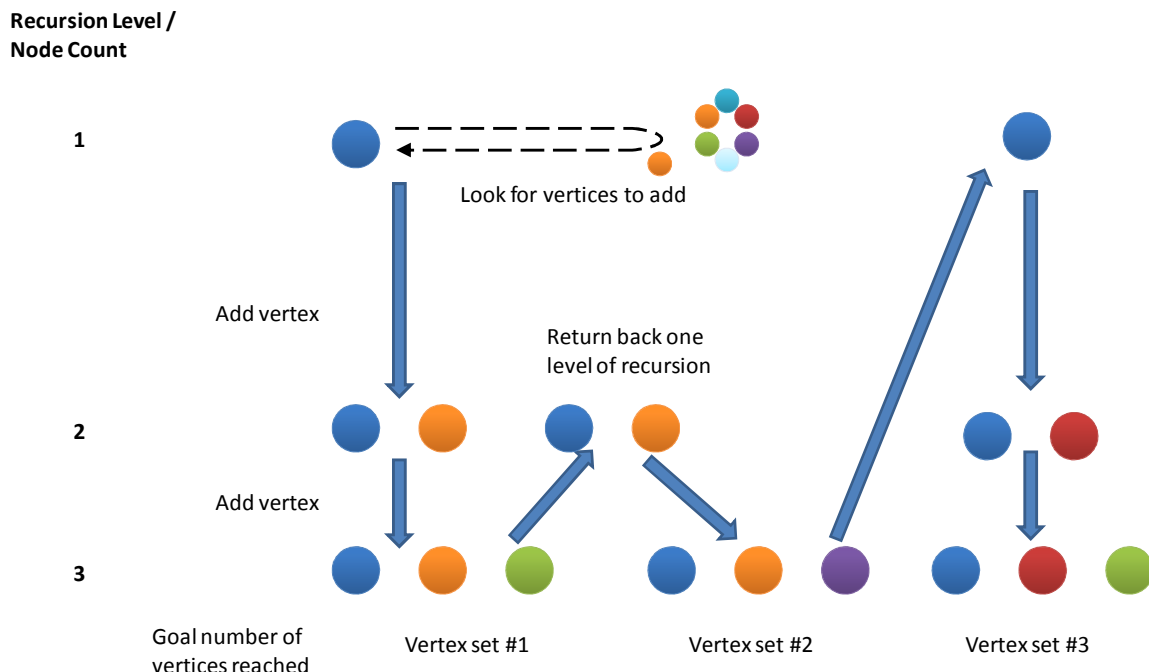 Recursion Level /
Node Count
1
Look for vertices to add
Add vertex
Return back one
level of recursion
2
Add vertex
3
Goal number of
vertices reached
Vertex set #1
Vertex set #2
Vertex set #3